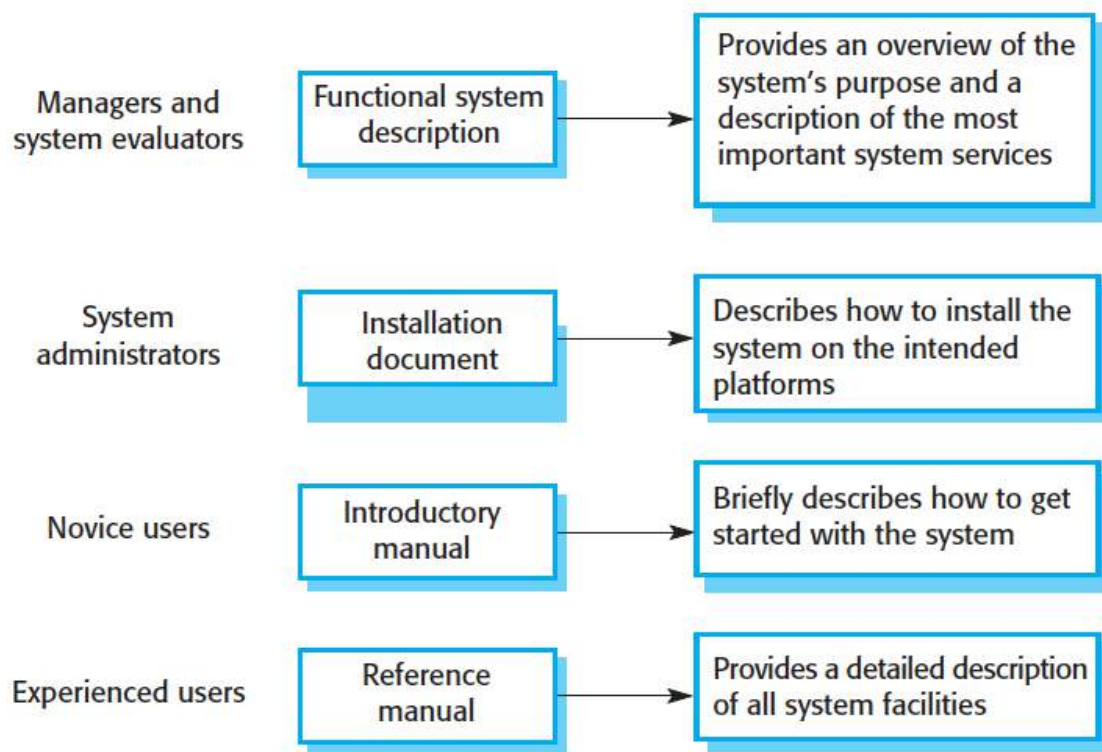 Managers and
system evaluators
Functional system
description
Provides an overview of the
system's purpose and a
description of the most
important system services
System
administrators
Installation
document
Describes how to install the
system on the intended
platforms
Novice users
Introductory
manual
Briefly describes how to get
started with the system
Experienced users
Reference
manual
Provides a detailed description
of all system facilities